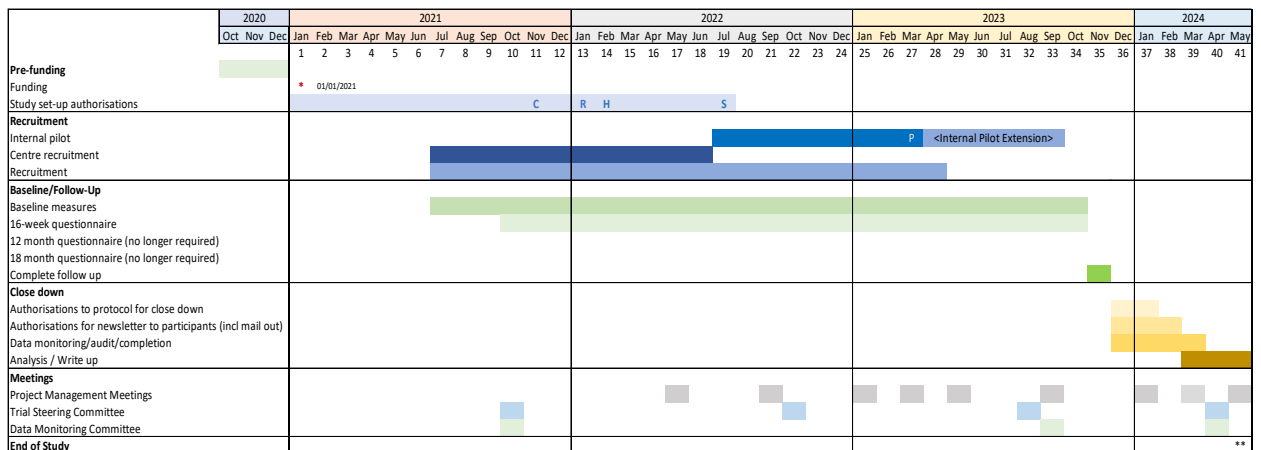 2020 2021 2022 2023 2024
Oct Nov Dec Jan Feb Mar Apr May Jun Jul Aug Sep Oct Nov Dec Jan Feb Mar Apr May Jun Jul Aug Sep Oct Nov Dec Jan Feb Mar Apr May Jun Jul Aug Sep Oct Nov Dec Jan Feb Mar Apr May
1 2 3 4 5 6 7 8 9 10 11 12 13 14 15 16 17 18 19 20 21 22 23 24 25 26 27 28 29 30 31 32 33 34 35 36 37 38 39 40 41
Pre-funding
Funding * 01/01/2021
Study set-up authorisations C R H S
Recruitment
Internal pilot P <Internal Pilot Extension>
Centre recruitment
Recruitment
Baseline/Follow-Up
Baseline measures
16-week questionnaire
12 month questionnaire (no longer required)
18 month questionnaire (no longer required)
Complete follow up
Close down
Authorisations to protocol for close down
Authorisations for newsletter to participants (incl mail out)
Data monitoring/audit/completion
Analysis / Write up
Meetings
Project Management Meetings
Trial Steering Committee
Data Monitoring Committee
End of Study **